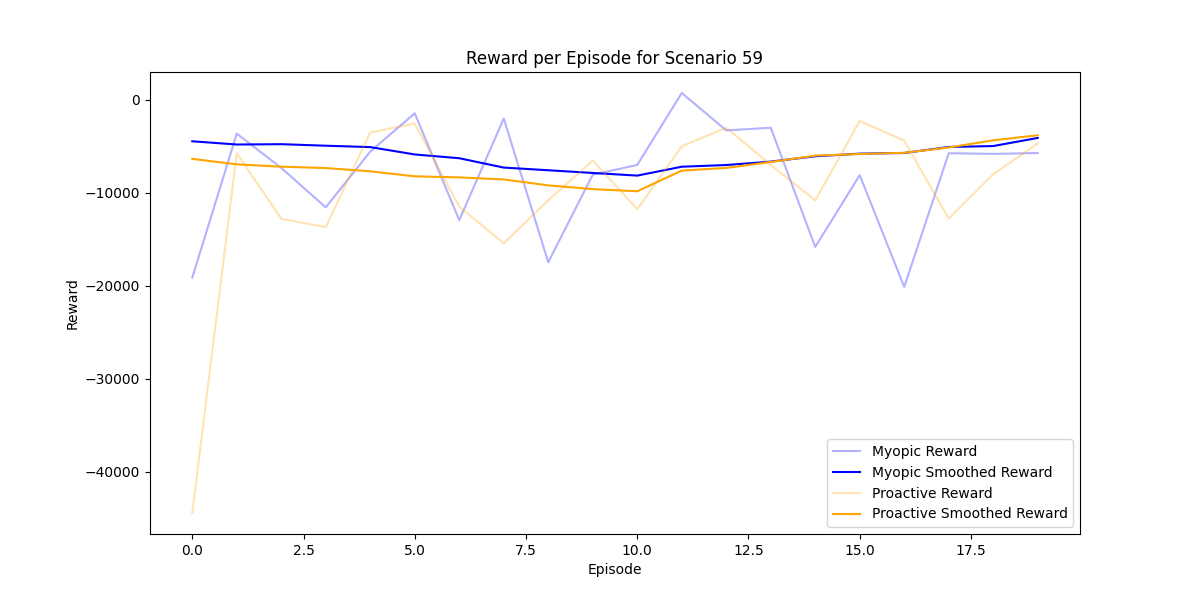 Reward per Episode for Scenario 59
Reward
0
−10000
−20000
−30000
−40000
0.0
2.5
5.0
7.5
10.0
12.5
15.0
17.5
Episode
Myopic Reward
Myopic Smoothed Reward
Proactive Reward
Proactive Smoothed Reward